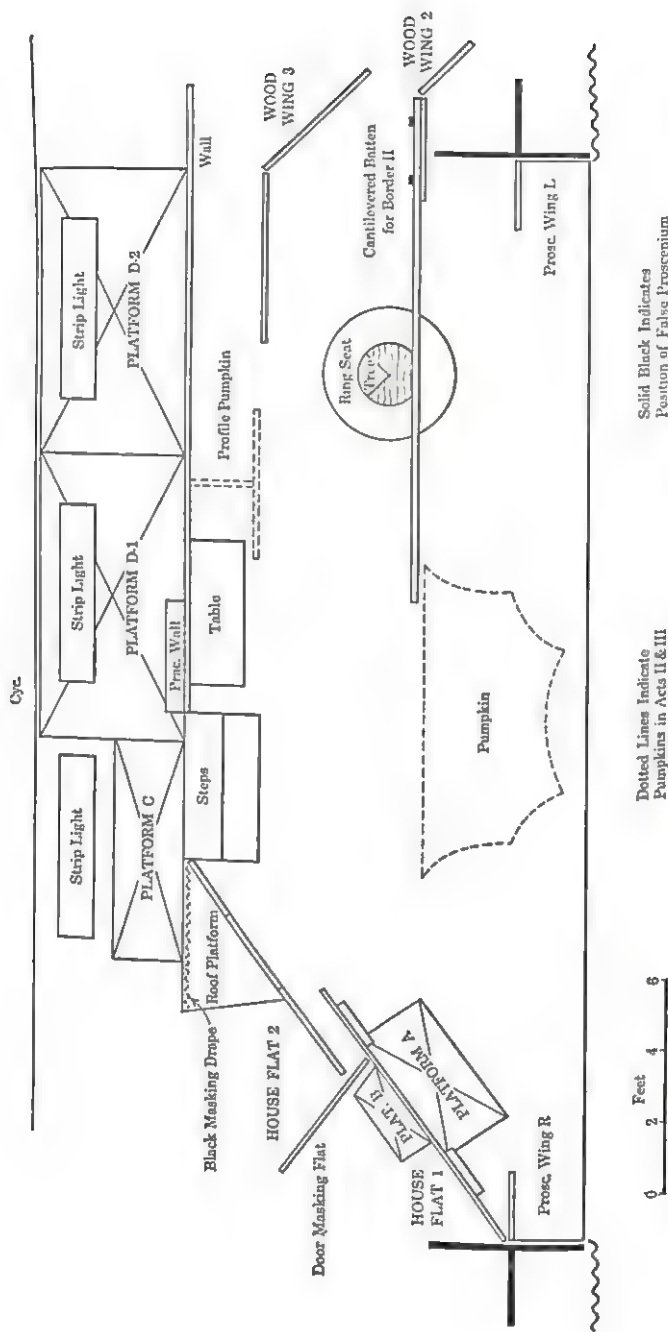 Cyc.
Strip Light
Strip Light
Strip Light
PLATFORM C
PLATFORM D-1
PLATFORM D-2
Wall
Prac. Wall
Steps
Table
Profile Pumpkin
Black Masking Drape
Roof Platform
HOUSE FLAT 2
Door Masking Flat
PLAT. B
PLATFORM A
HOUSE
FLAT 1
Prosc. Wing R
Pumpkin
Ring Seat
Tree
WOOD
WING 3
WOOD
WING 2
Cantilevered Batten
for Border II
Prosc. Wing L
0 2 4 6
Feet
Dotted Lines Indicate
Pumpkins in Acts II & III
Solid Black Indicates
Position of False Proscenium